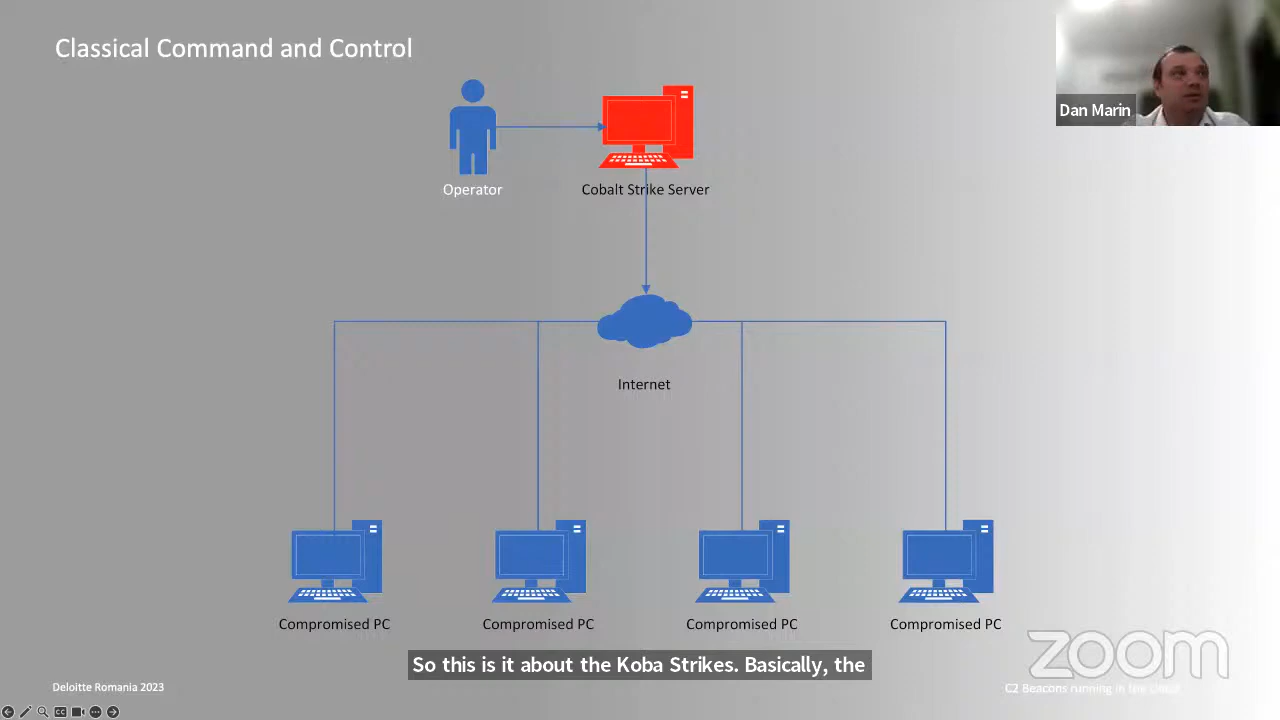 Classical Command and Control
Dan Marin
Operator
Cobalt Strike Server
Internet
Compromised PC
Compromised PC
Compromised PC
Compromised PC
So this is it about the Koba Strikes. Basically, the
zoom
Deloitte Romania 2023
C2 Beacons running in the cloud
CC